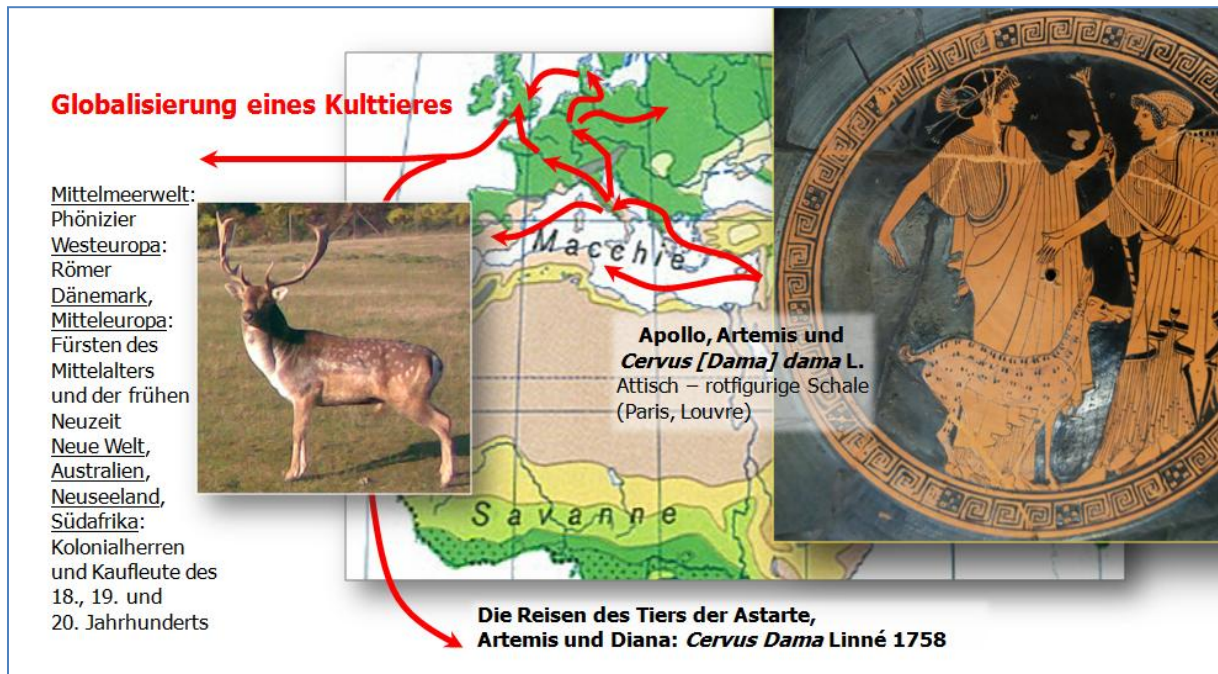 Globalisierung eines Kulttieres
Mittelmeerwelt:
Phönizier
Westeuropa:
Römer
Dänemark,
Mitteleuropa:
Fürsten des
Mittelalters
und der frühen
Neuzeit
Neue Welt,
Australien,
Neuseeland,
Südafrika:
Kolonialherren
und Kaufleute des
18., 19. und
20. Jahrhunderts
Macchie
Savanne
Apollo, Artemis und
Cervus [Dama] dama L.
Attisch – rotfigurige Schale
(Paris, Louvre)
Die Reisen des Tiers der Astarte,
Artemis und Diana: Cervus Dama Linné 1758